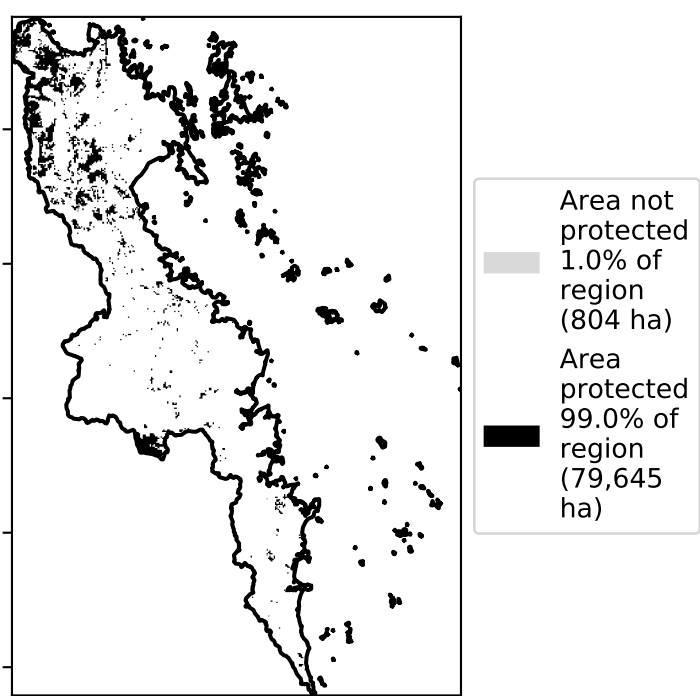 Area not
protected
1.0% of
region
(804 ha)
Area
protected
99.0% of
region
(79,645
ha)